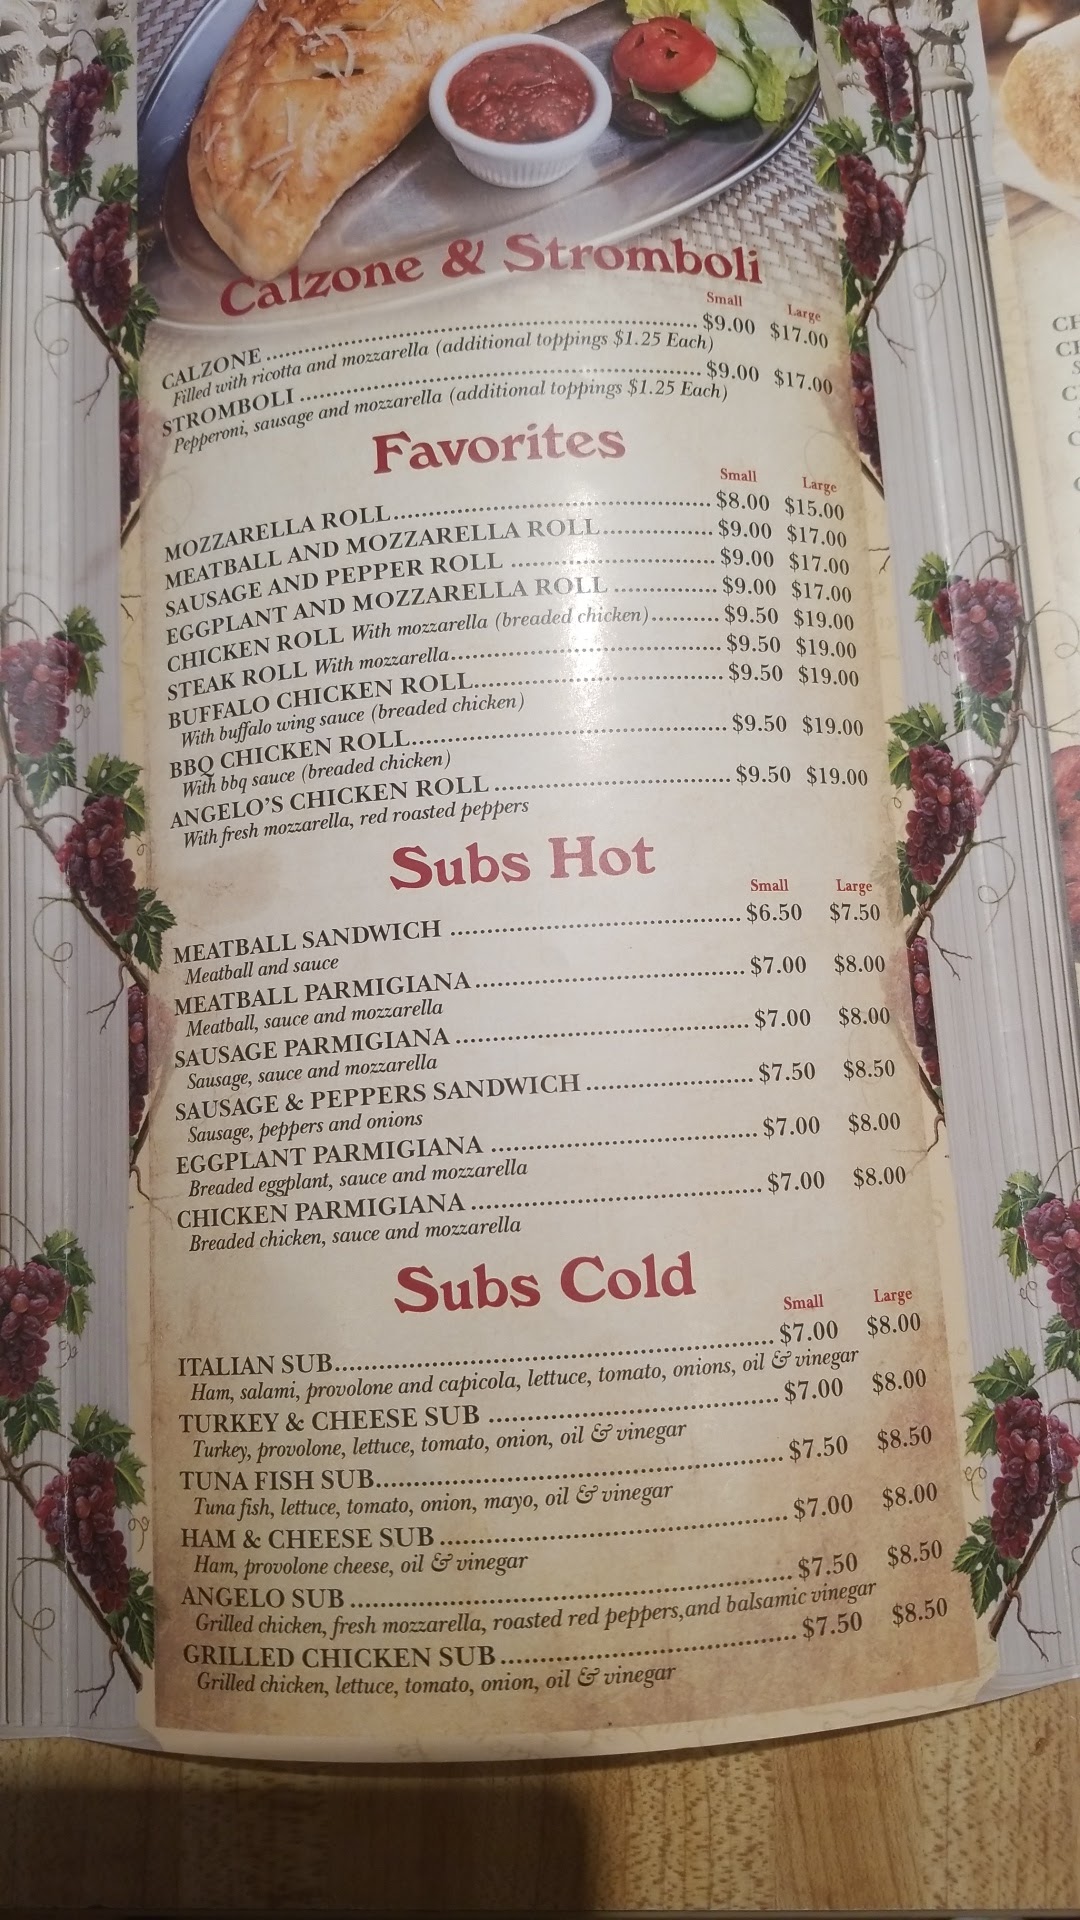 Calzone & Stromboli
Small Large
CALZONE ........................................................ $9.00 $17.00
Filled with ricotta and mozzarella (additional toppings $1.25 Each)
STROMBOLI ........................................................ $9.00 $17.00
Pepperoni, sausage and mozzarella (additional toppings $1.25 Each)
Favorites
Small Large
MOZZARELLA ROLL........................................................ $8.00 $15.00
MEATBALL AND MOZZARELLA ROLL................... $9.00 $17.00
SAUSAGE AND PEPPER ROLL ................................... $9.00 $17.00
EGGPLANT AND MOZZARELLA ROLL .................. $9.00 $17.00
CHICKEN ROLL With mozzarella (breaded chicken)........... $9.50 $19.00
STEAK ROLL With mozzarella............................................... $9.50 $19.00
BUFFALO CHICKEN ROLL........................................... $9.50 $19.00
With buffalo wing sauce (breaded chicken)
BBQ CHICKEN ROLL...................................................... $9.50 $19.00
With bbq sauce (breaded chicken)
ANGELO'S CHICKEN ROLL ......................................... $9.50 $19.00
With fresh mozzarella, red roasted peppers
Subs Hot
Small Large
MEATBALL SANDWICH .................................................. $6.50 $7.50
Meatball and sauce
MEATBALL PARMIGIANA............................................... $7.00 $8.00
Meatball, sauce and mozzarella
SAUSAGE PARMIGIANA .................................................. $7.00 $8.00
Sausage, sauce and mozzarella
SAUSAGE & PEPPERS SANDWICH ............................. $7.50 $8.50
Sausage, peppers and onions
EGGPLANT PARMIGIANA .............................................. $7.00 $8.00
Breaded eggplant, sauce and mozzarella
CHICKEN PARMIGIANA .................................................. $7.00 $8.00
Breaded chicken, sauce and mozzarella
Subs Cold
Small Large
ITALIAN SUB........................................................................ $7.00 $8.00
Ham, salami, provolone and capicola, lettuce, tomato, onions, oil & vinegar
TURKEY & CHEESE SUB .................................................. $7.00 $8.00
Turkey, provolone, lettuce, tomato, onion, oil & vinegar
TUNA FISH SUB.................................................................... $7.50 $8.50
Tuna fish, lettuce, tomato, onion, mayo, oil & vinegar
HAM & CHEESE SUB .......................................................... $7.00 $8.00
Ham, provolone cheese, oil & vinegar
ANGELO SUB ........................................................................ $7.50 $8.50
Grilled chicken, fresh mozzarella, roasted red peppers,and balsamic vinegar
GRILLED CHICKEN SUB.................................................. $7.50 $8.50
Grilled chicken, lettuce, tomato, onion, oil & vinegar